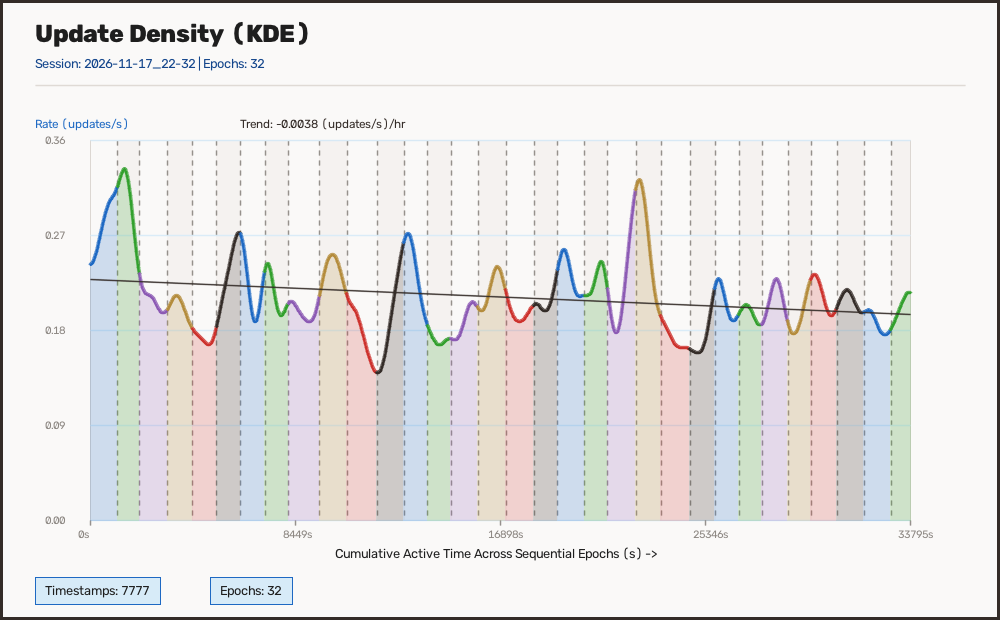 Update Density (KDE)
Session: 2026-11-17_22-32 | Epochs: 32
Rate (updates/s)
Trend: -0.0038 (updates/s)/hr
0.36
0.27
0.18
0.09
0.00
0s
8449s
16898s
25346s
33795s
Cumulative Active Time Across Sequential Epochs (s) ->
Timestamps: 7777
Epochs: 32